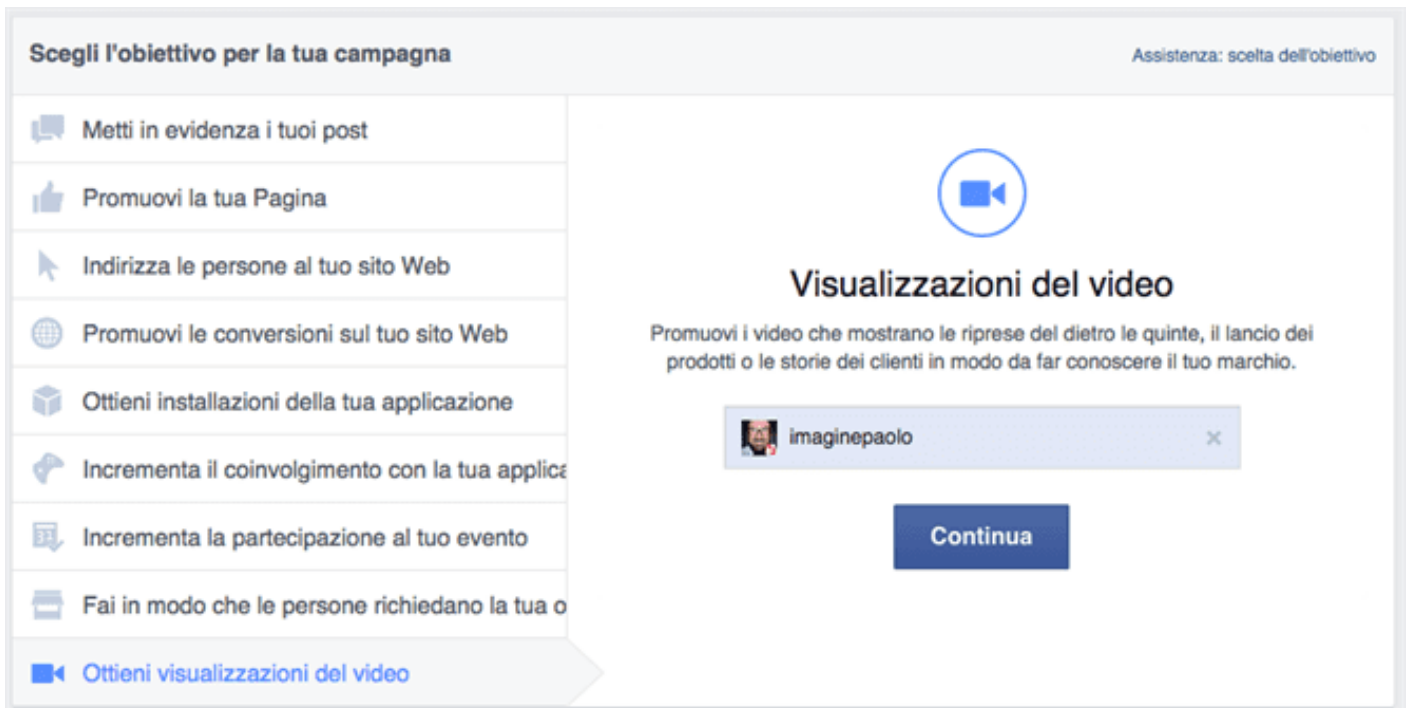 Scegli l'obiettivo per la tua campagna
Assistenza: scelta dell'obiettivo
Metti in evidenza i tuoi post
Promuovi la tua Pagina
Indirizza le persone al tuo sito Web
Promuovi le conversioni sul tuo sito Web
Ottieni installazioni della tua applicazione
Incrementa il coinvolgimento con la tua applica
Incrementa la partecipazione al tuo evento
Fai in modo che le persone richiedano la tua o
Ottieni visualizzazioni del video
Visualizzazioni del video
Promuovi i video che mostrano le riprese del dietro le quinte, il lancio dei
prodotti o le storie dei clienti in modo da far conoscere il tuo marchio.
imaginepaolo
Continua